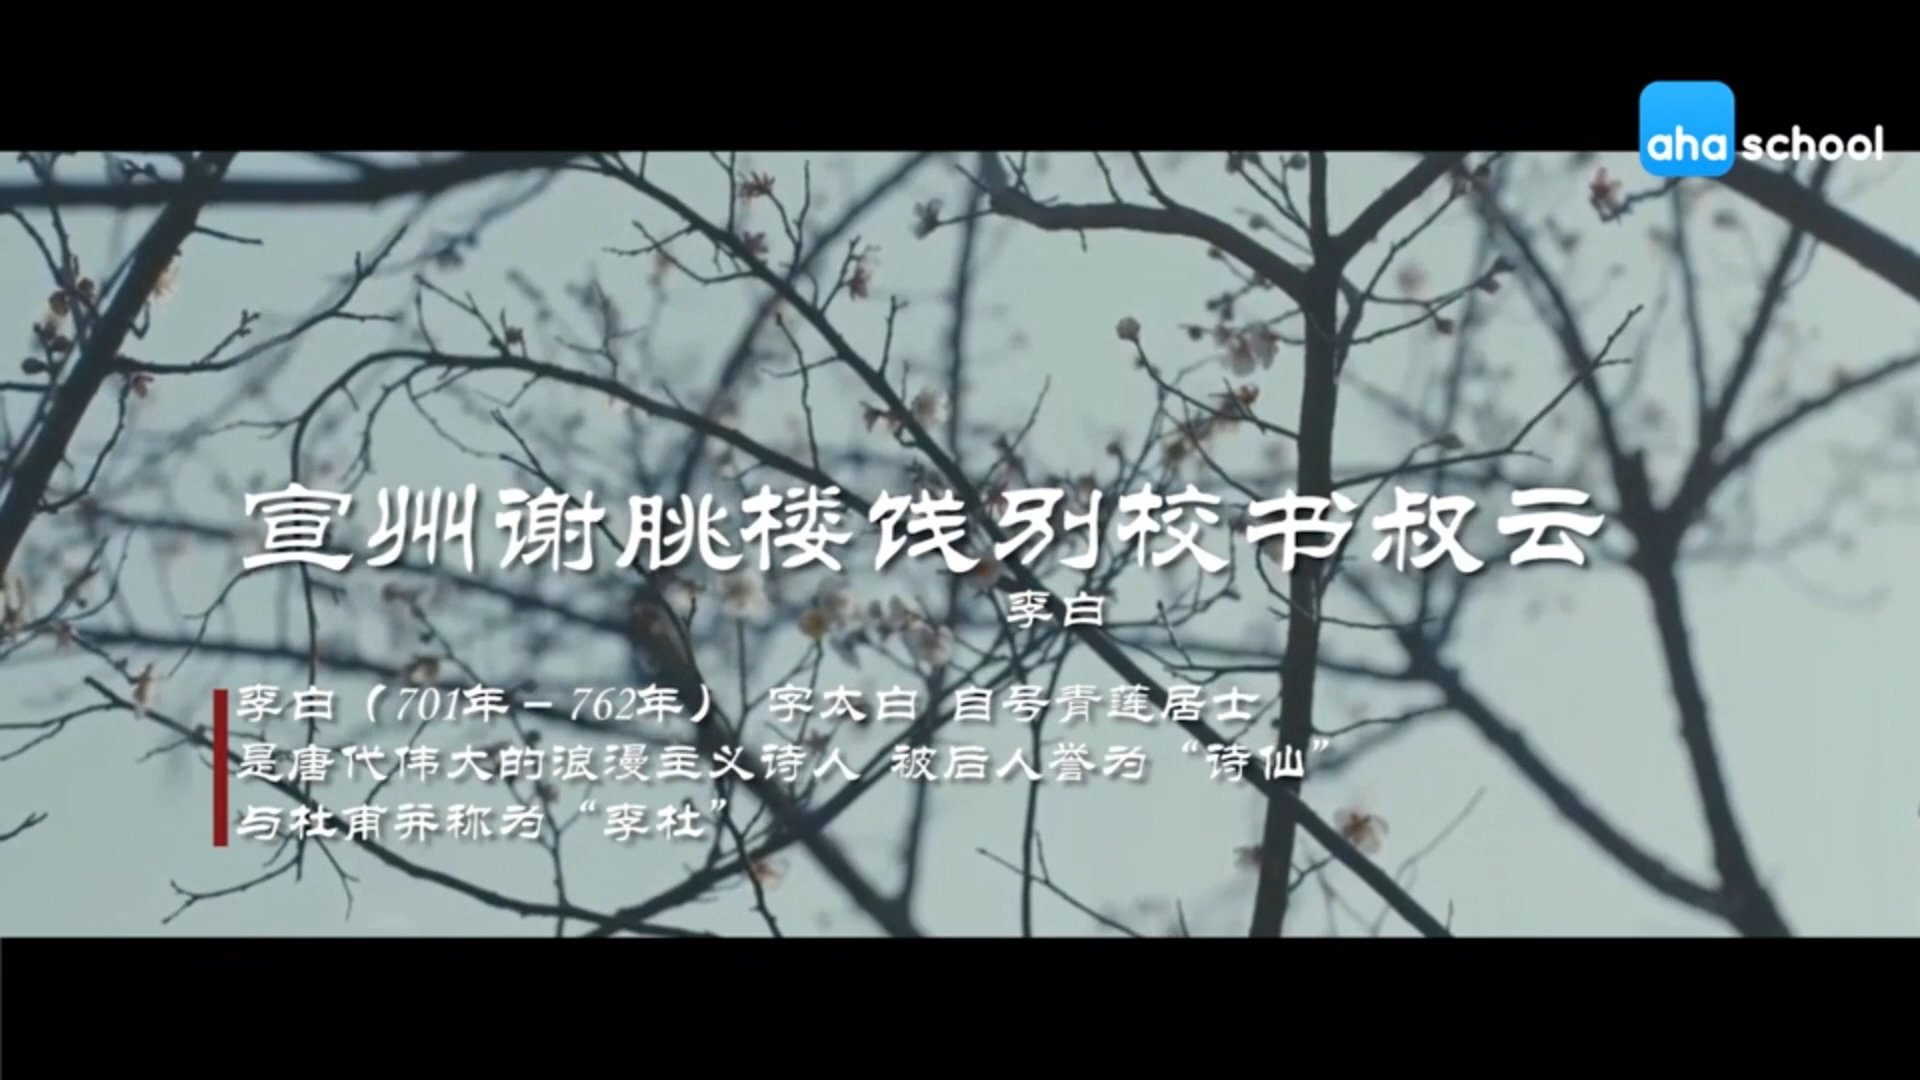 aha school
宣州谢朓楼饯别校书叔云
李白
李白（701年－762年） 字太白 自号青莲居士
是唐代伟大的浪漫主义诗人 被后人誉为“诗仙”
与杜甫并称为“李杜”